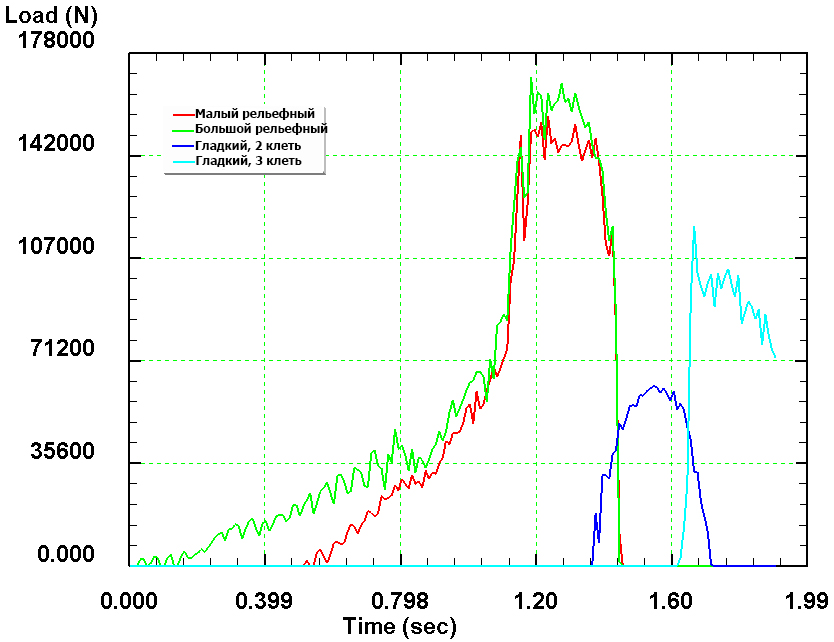 Load (N)
178000
142000
107000
71200
35600
0.000
Малый рельефный
Большой рельефный
Гладкий, 2 клеть
Гладкий, 3 клеть
0.000 0.399 0.798 1.20 1.60 1.99
Time (sec)